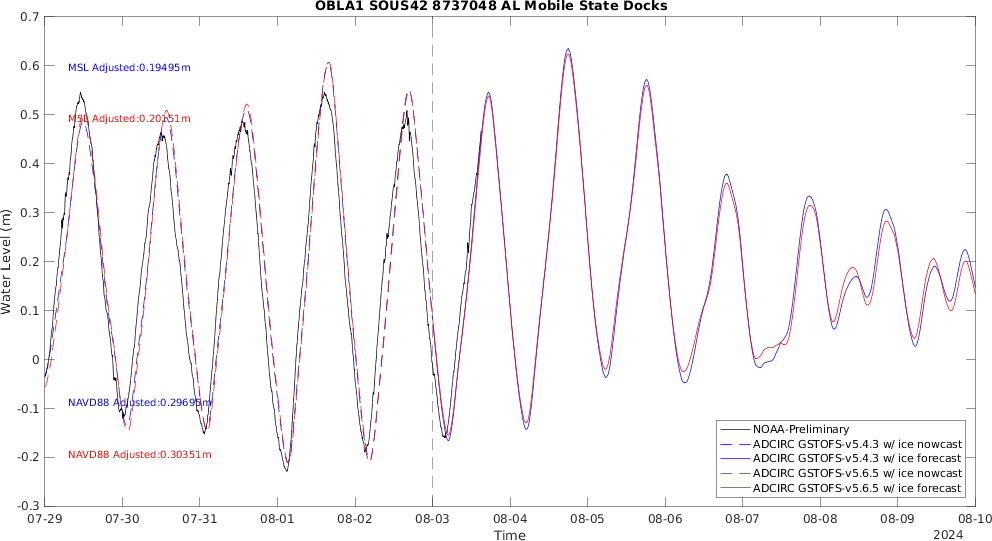 OBLA1 SOUS42 8737048 AL Mobile State Docks
Water Level (m)
0.7
0.6
0.5
0.4
0.3
0.2
0.1
0
-0.1
-0.2
-0.3
MSL Adjusted:0.19495m
MSL Adjusted:0.20151m
NAVD88 Adjusted:0.29695m
NAVD88 Adjusted:0.30351m
NOAA-Preliminary
ADCIRC GSTOFS-v5.4.3 w/ ice nowcast
ADCIRC GSTOFS-v5.4.3 w/ ice forecast
ADCIRC GSTOFS-v5.6.5 w/ ice nowcast
ADCIRC GSTOFS-v5.6.5 w/ ice forecast
07-29 07-30 07-31 08-01 08-02 08-03 08-04 08-05 08-06 08-07 08-08 08-09 08-10
Time
2024